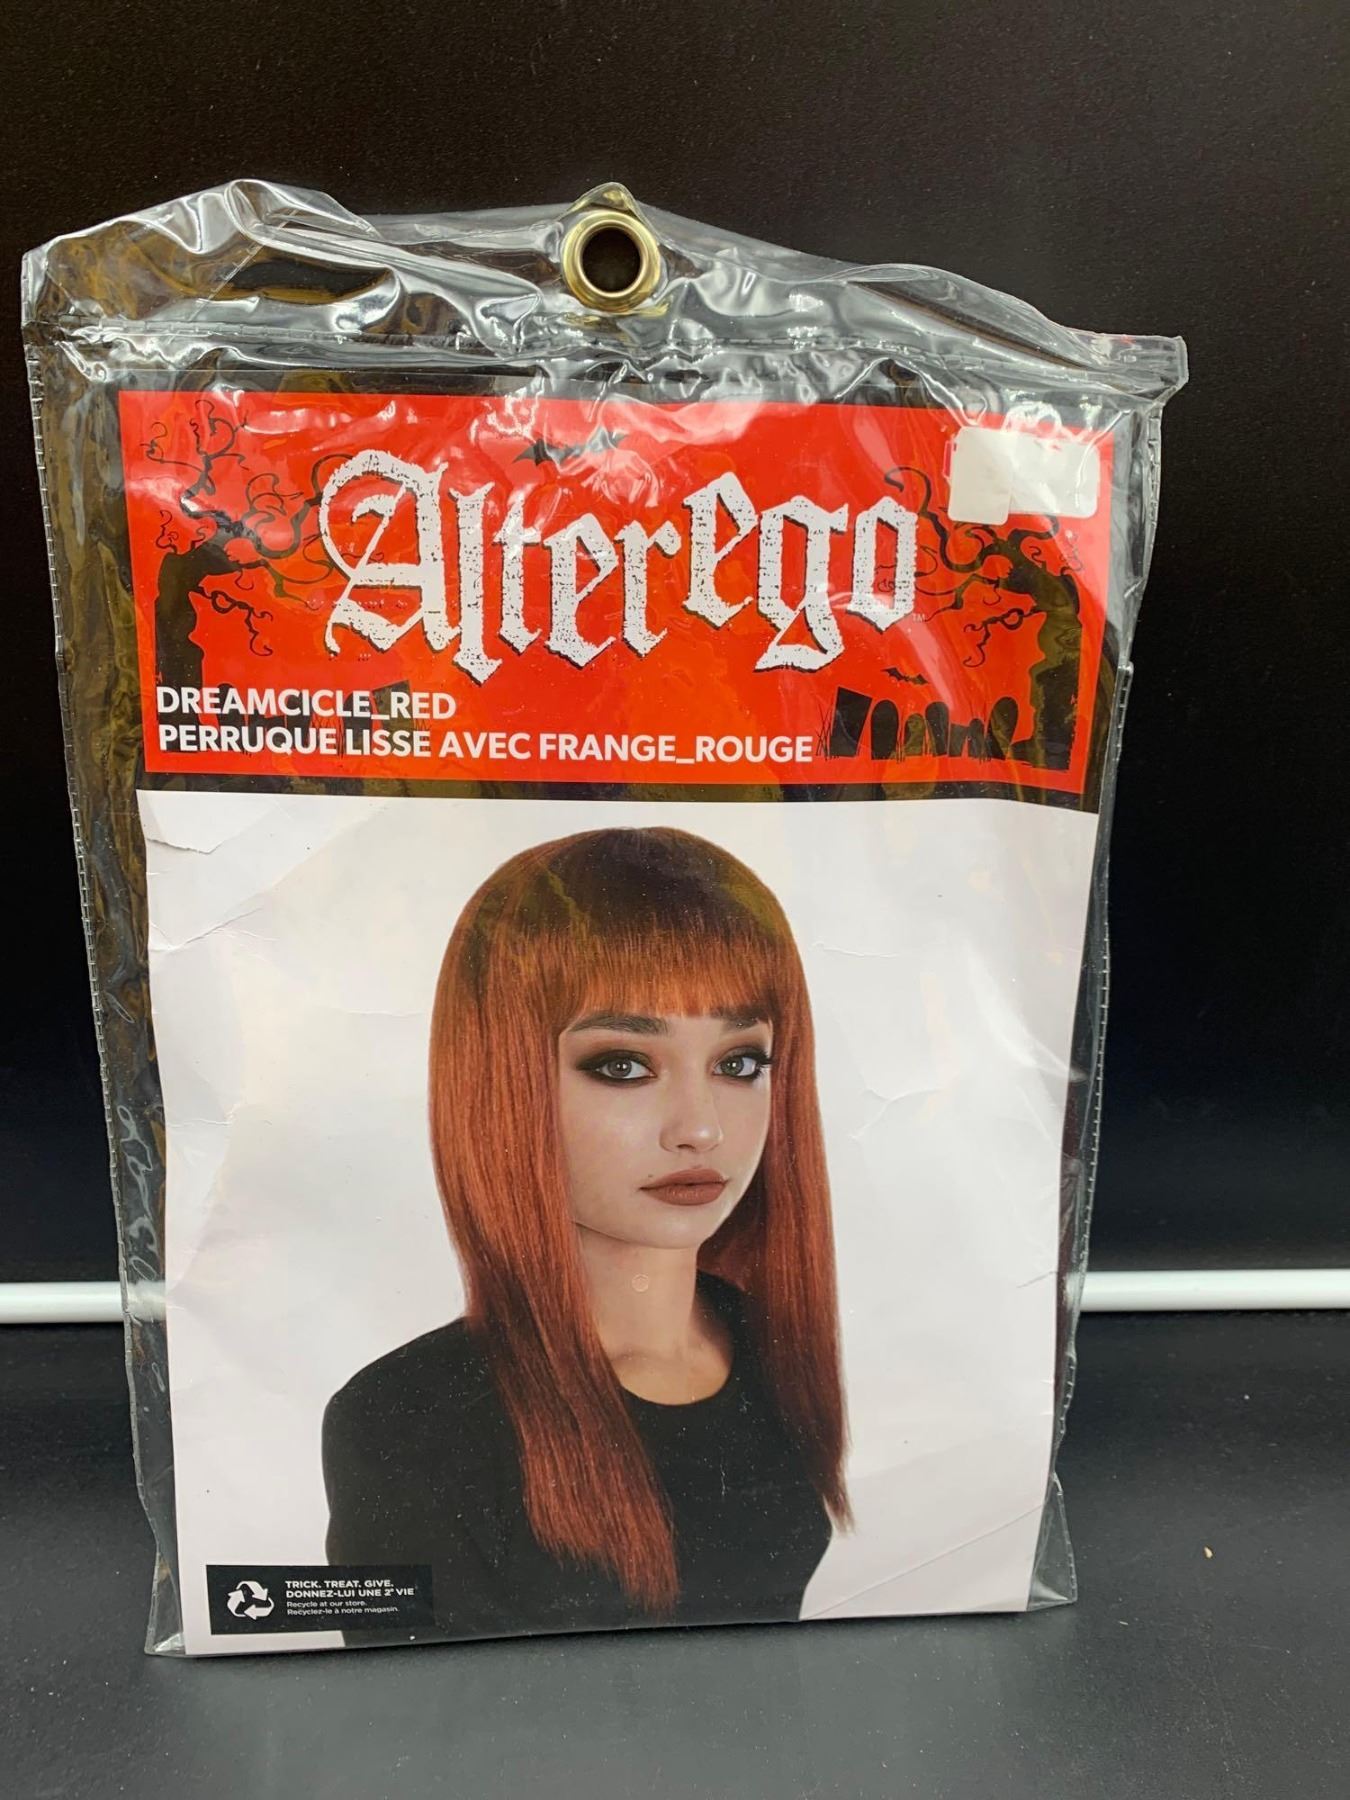 Alterego™
DREAMCICLE_RED
PERRUQUE LISSE AVEC FRANGE_ROUGE
TRICK. TREAT. GIVE.
DONNEZ-LUI UNE 2ᵉ VIE
Recycle at our store.
Recyclez-le à notre magasin.